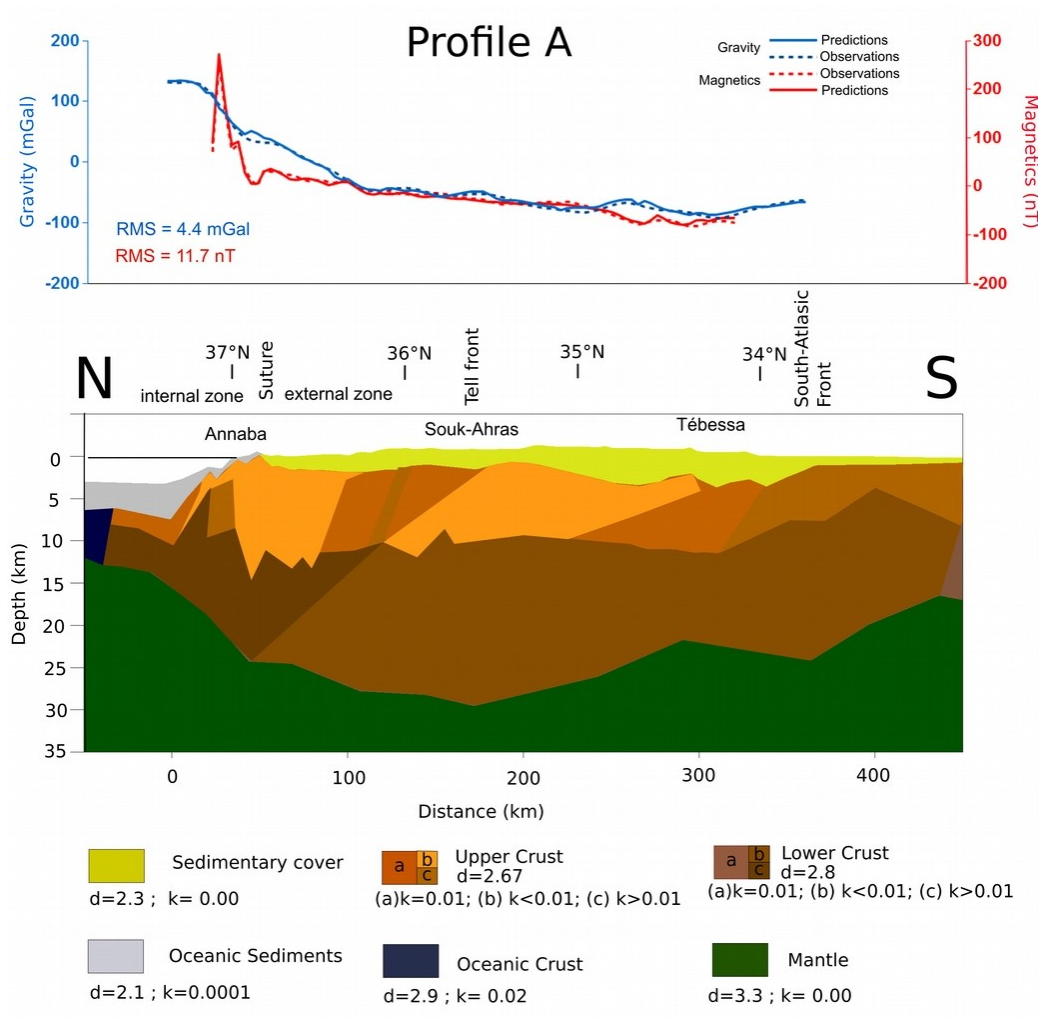 Profile A
200
100
0
-100
-200
Gravity (mGal)
300
200
100
0
-100
-200
Magnetics (nT)
Gravity
Predictions
Observations
Magnetics
Observations
Predictions
RMS = 4.4 mGal
RMS = 11.7 nT
N
37°N
Suture
36°N
Tell front
35°N
34°N
South-Atlasic
Front
S
internal zone
external zone
Annaba
Souk-Ahras
Tébessa
0
5
10
15
20
25
30
35
Depth (km)
0
100
200
300
400
Distance (km)
Sedimentary cover
d=2.3 ; k= 0.00
a
b
c
Upper Crust
d=2.67
(a)k=0.01; (b) k<0.01; (c) k>0.01
a
b
c
Lower Crust
d=2.8
(a)k=0.01; (b) k<0.01; (c) k>0.01
Oceanic Sediments
d=2.1 ; k=0.0001
Oceanic Crust
d=2.9 ; k= 0.02
Mantle
d=3.3 ; k= 0.00